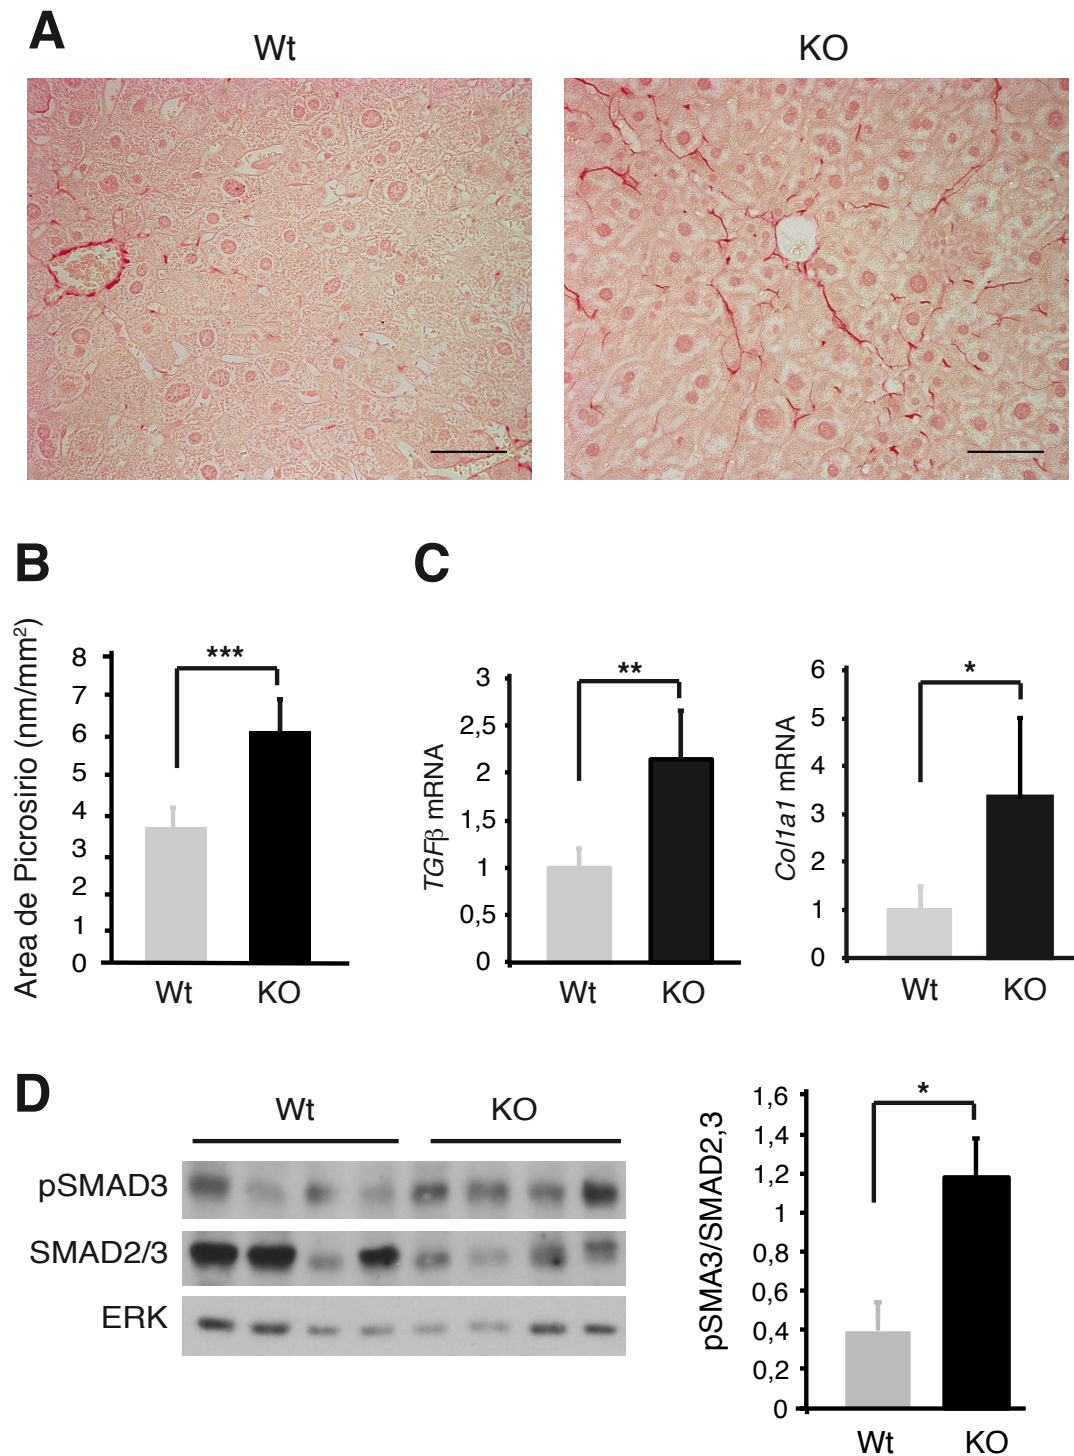 A
Wt
KO
B
C
Area de Picrosirio (nm/mm²)
8
7
6
5
4
3
2
1
0
***
Wt
KO
TGFβ mRNA
3
2,5
2
1,5
1
0,5
0
**
Wt
KO
Col1a1 mRNA
6
5
4
3
2
1
0
*
Wt
KO
D
Wt
KO
pSMAD3
SMAD2/3
ERK
pSMA3/SMAD2,3
1,6
1,4
1,2
1
0,8
0,6
0,4
0,2
0
*
Wt
KO